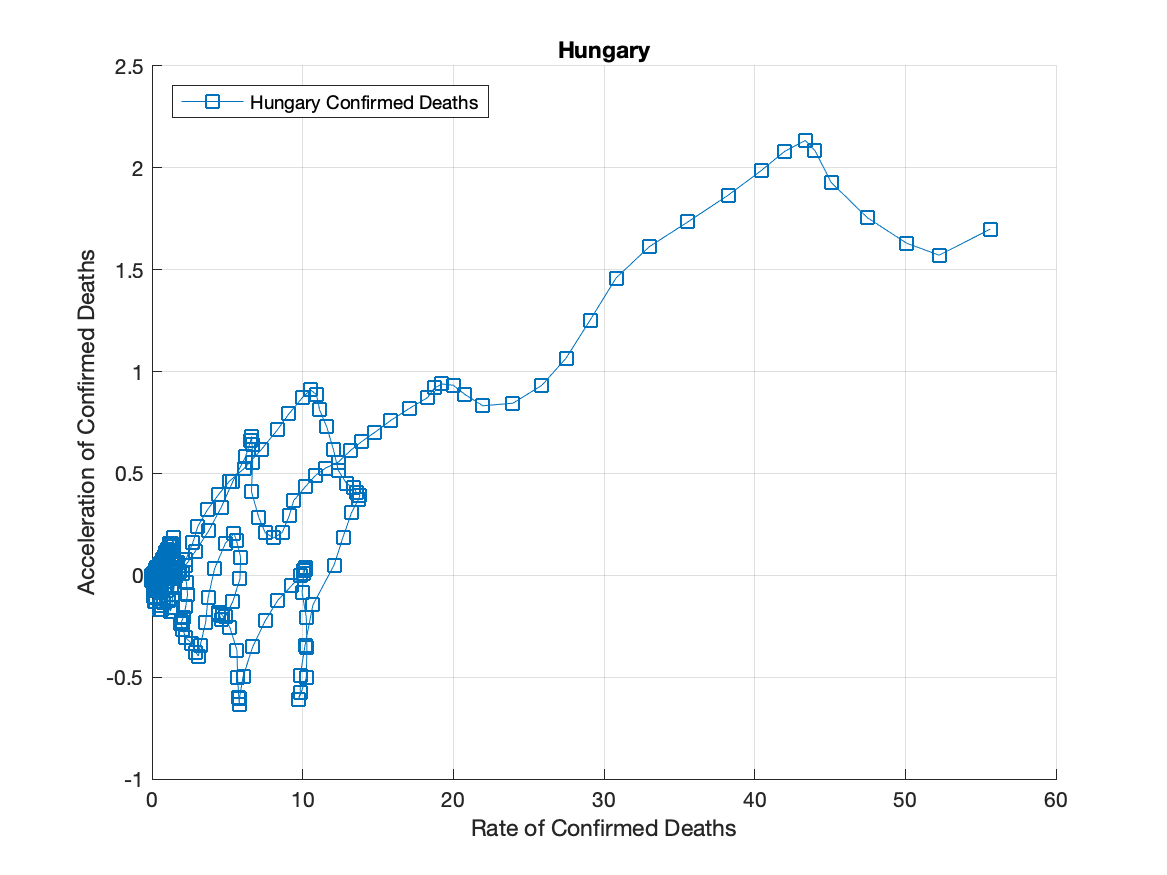 Hungary
2.5
Hungary Confirmed Deaths
2
1.5
1
0.5
0
-0.5
-1
Acceleration of Confirmed Deaths
0 10 20 30 40 50 60
Rate of Confirmed Deaths